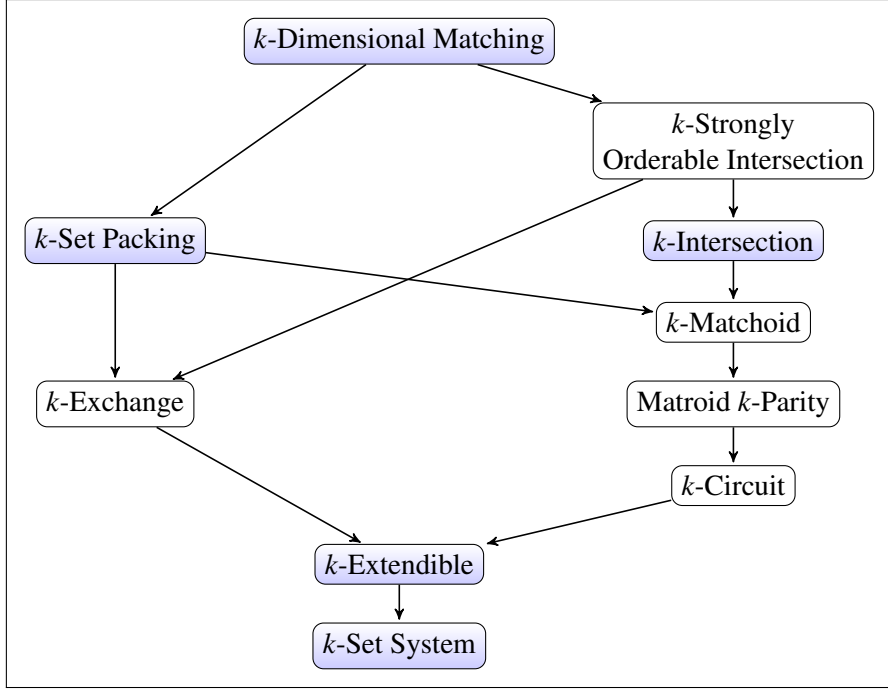 k-Dimensional Matching
k-Strongly
Orderable Intersection
k-Set Packing
k-Intersection
k-Matchoid
k-Exchange
Matroid k-Parity
k-Circuit
k-Extendible
k-Set System